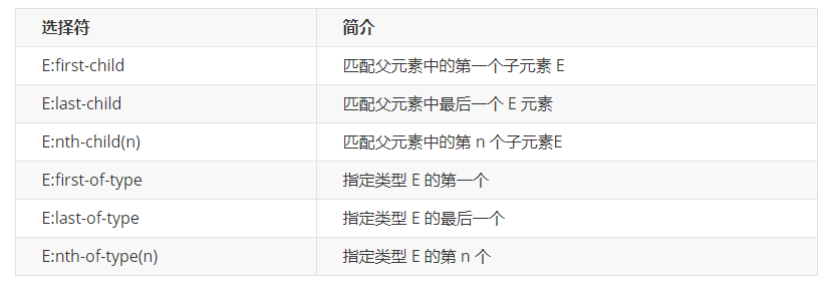 选择符 简介
E:first-child 匹配父元素中的第一个子元素 E
E:last-child 匹配父元素中最后一个 E 元素
E:nth-child(n) 匹配父元素中的第 n 个子元素E
E:first-of-type 指定类型 E 的第一个
E:last-of-type 指定类型 E 的最后一个
E:nth-of-type(n) 指定类型 E 的第 n 个